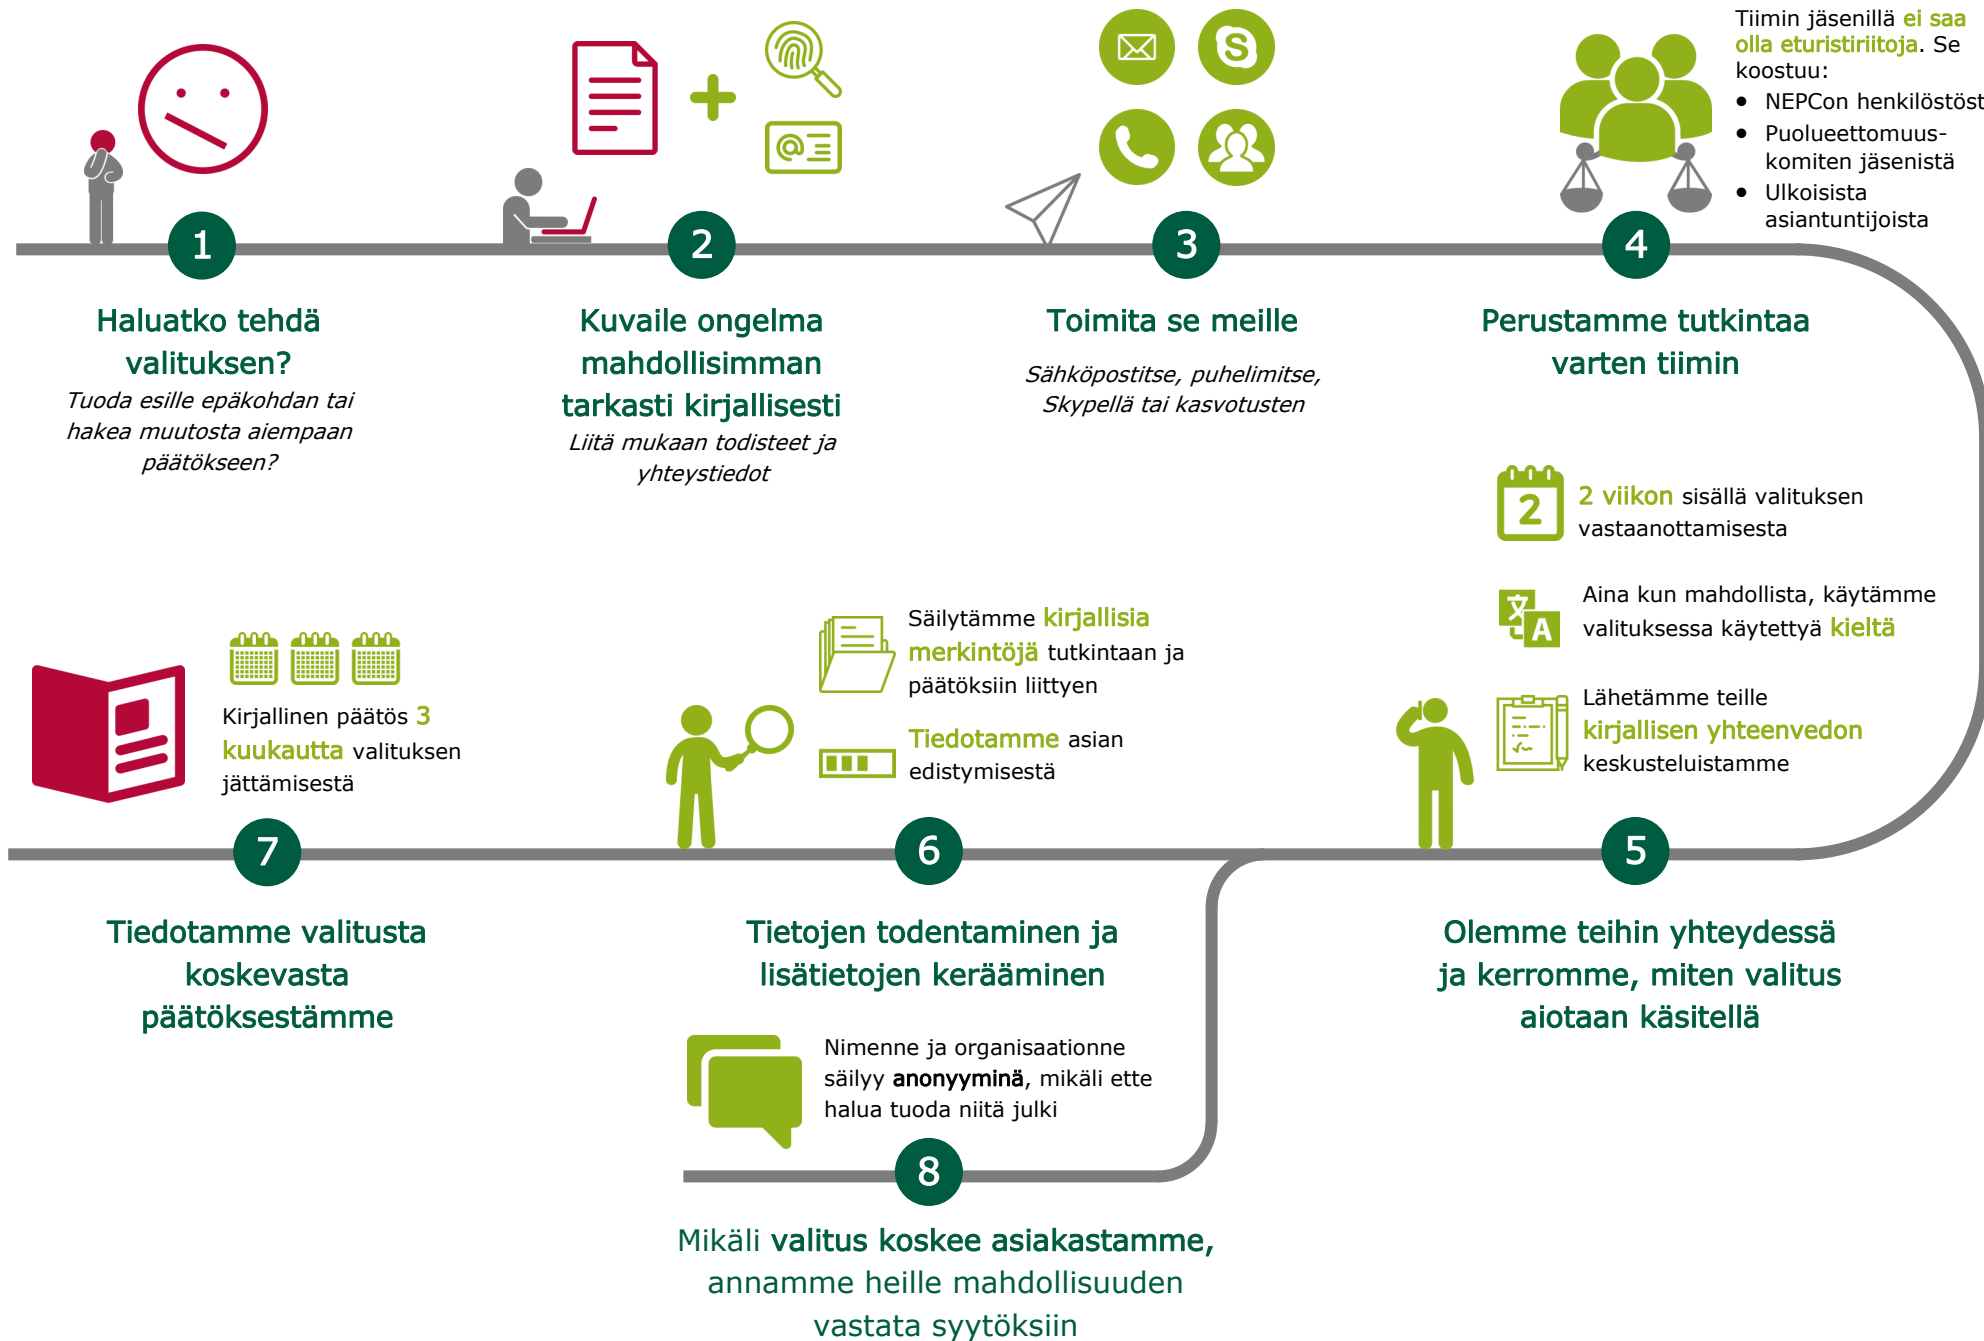 1
Haluatko tehdä
valituksen?
Tuoda esille epäkohdan tai
hakea muutosta aiempaan
päätökseen?
2
Kuvaile ongelma
mahdollisimman
tarkasti kirjallisesti
Liitä mukaan todisteet ja
yhteystiedot
3
Toimita se meille
Sähköpostitse, puhelimitse,
Skypellä tai kasvotusten
Tiimin jäsenillä ei saa
olla eturistiriitoja. Se
koostuu:
• NEPCon henkilöstöst
• Puolueettomuus-
komiten jäsenistä
• Ulkoisista
asiantuntijoista
4
Perustamme tutkintaa
varten tiimin
2
2 viikon sisällä valituksen
vastaanottamisesta
文
A
Aina kun mahdollista, käytämme
valituksessa käytettyä kieltä
Lähetämme teille
kirjallisen yhteenvedon
keskusteluistamme
5
Olemme teihin yhteydessä
ja kerromme, miten valitus
aiotaan käsitellä
Säilytämme kirjallisia
merkintöjä tutkintaan ja
päätöksiin liittyen
Tiedotamme asian
edistymisestä
6
Tietojen todentaminen ja
lisätietojen kerääminen
Kirjallinen päätös 3
kuukautta valituksen
jättämisestä
7
Tiedotamme valitusta
koskevasta
päätöksestämme
Nimenne ja organisaationne
säilyy anonyyminä, mikäli ette
halua tuoda niitä julki
8
Mikäli valitus koskee asiakastamme,
annamme heille mahdollisuuden
vastata syytöksiin